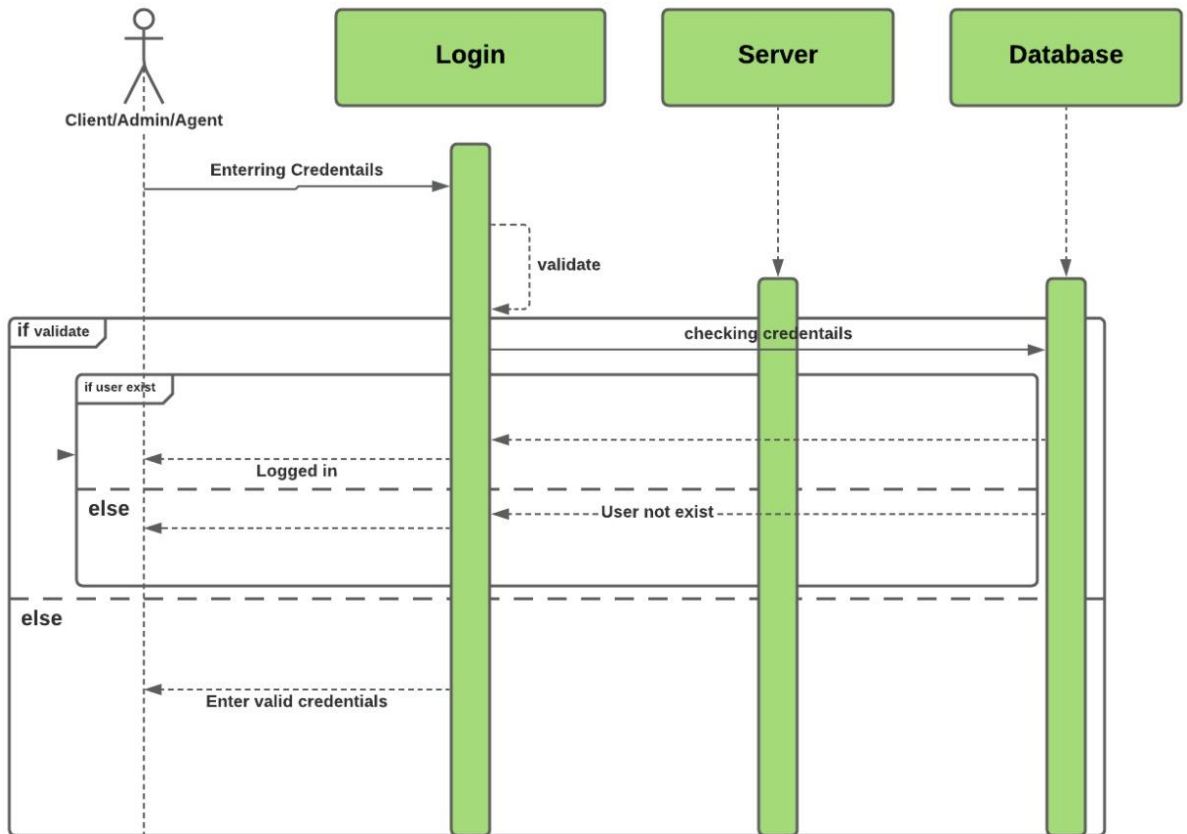 Login
Server
Database
Client/Admin/Agent
Enterring Credentails
validate
if validate
checking credentails
if user exist
Logged in
else
User not exist
else
Enter valid credentials